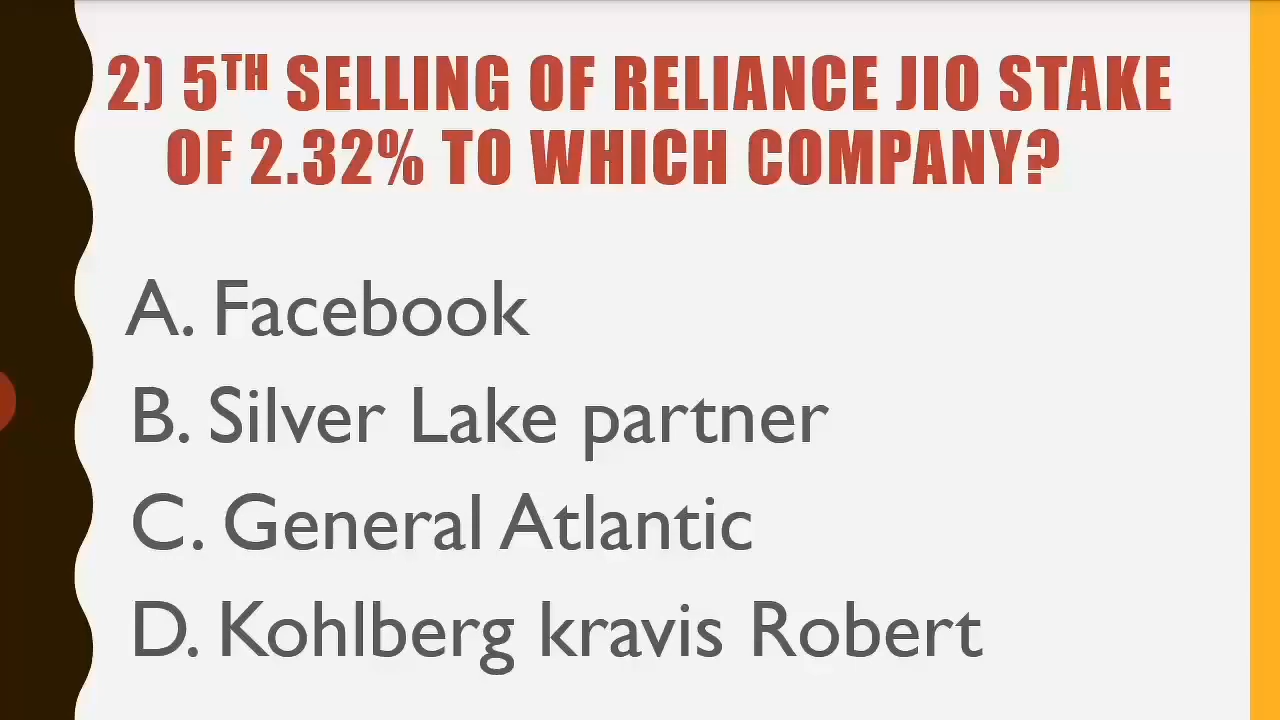 2) 5TH SELLING OF RELIANCE JIO STAKE
OF 2.32% TO WHICH COMPANY?
A. Facebook
B. Silver Lake partner
C. General Atlantic
D. Kohlberg kravis Robert